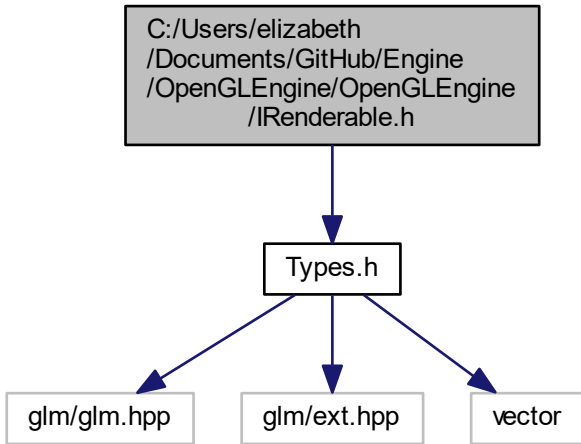 C:/Users/elizabeth
/Documents/GitHub/Engine
/OpenGLEngine/OpenGLEngine
/IRenderable.h
Types.h
glm/glm.hpp
glm/ext.hpp
vector